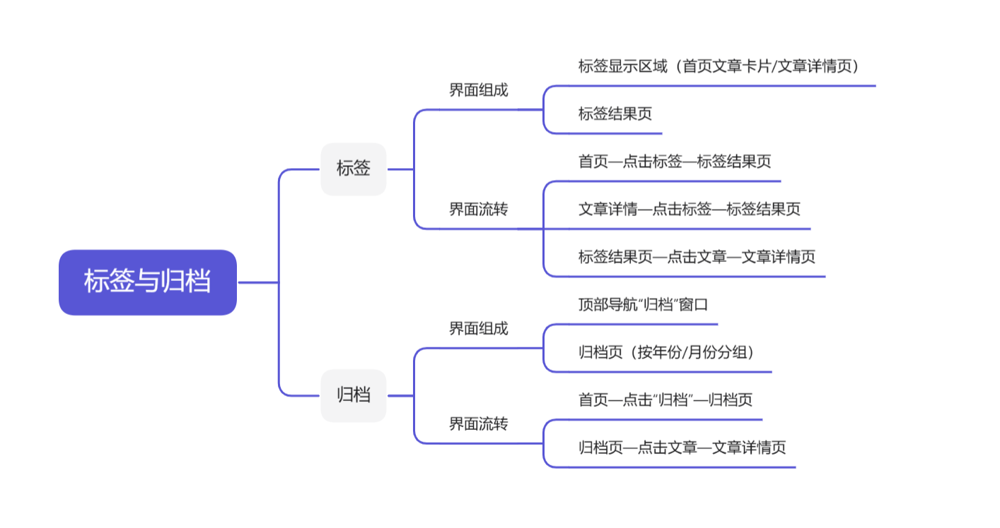 标签与归档
标签
界面组成
标签显示区域（首页文章卡片/文章详情页）
标签结果页
界面流转
首页—点击标签—标签结果页
文章详情—点击标签—标签结果页
标签结果页—点击文章—文章详情页
归档
界面组成
顶部导航“归档”窗口
归档页（按年份/月份分组）
界面流转
首页—点击“归档”—归档页
归档页—点击文章—文章详情页